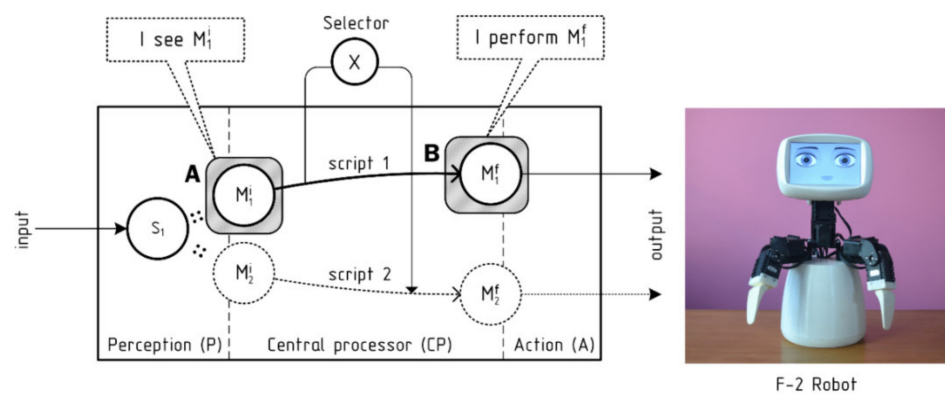 Selector
I see M₁ⁱ
X
I perform M₁ᶠ
A
B
script 1
M₁ⁱ
M₁ᶠ
input
S₁
output
script 2
M₂ⁱ
M₂ᶠ
Perception (P)
Central processor (CP)
Action (A)
F-2 Robot